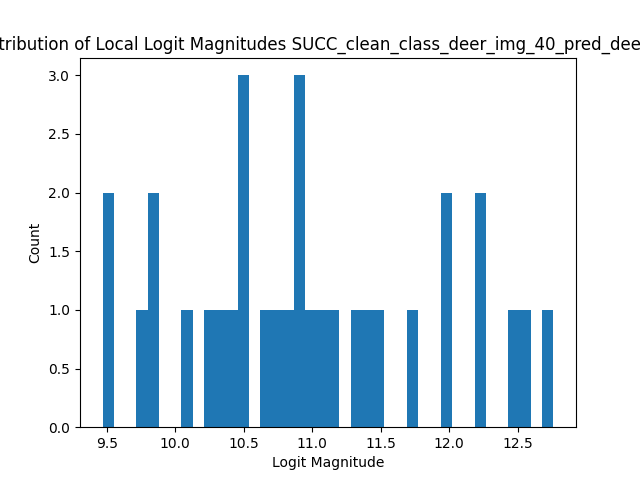 tribution of Local Logit Magnitudes SUCC_clean_class_deer_img_40_pred_dee
3.0
2.5
2.0
1.5
1.0
0.5
0.0
Count
9.5 10.0 10.5 11.0 11.5 12.0 12.5
Logit Magnitude